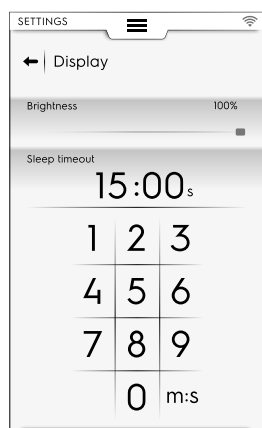 SETTINGS
Display
Brightness 100%
Sleep timeout
15:00s
1 2 3
4 5 6
7 8 9
0 m:s